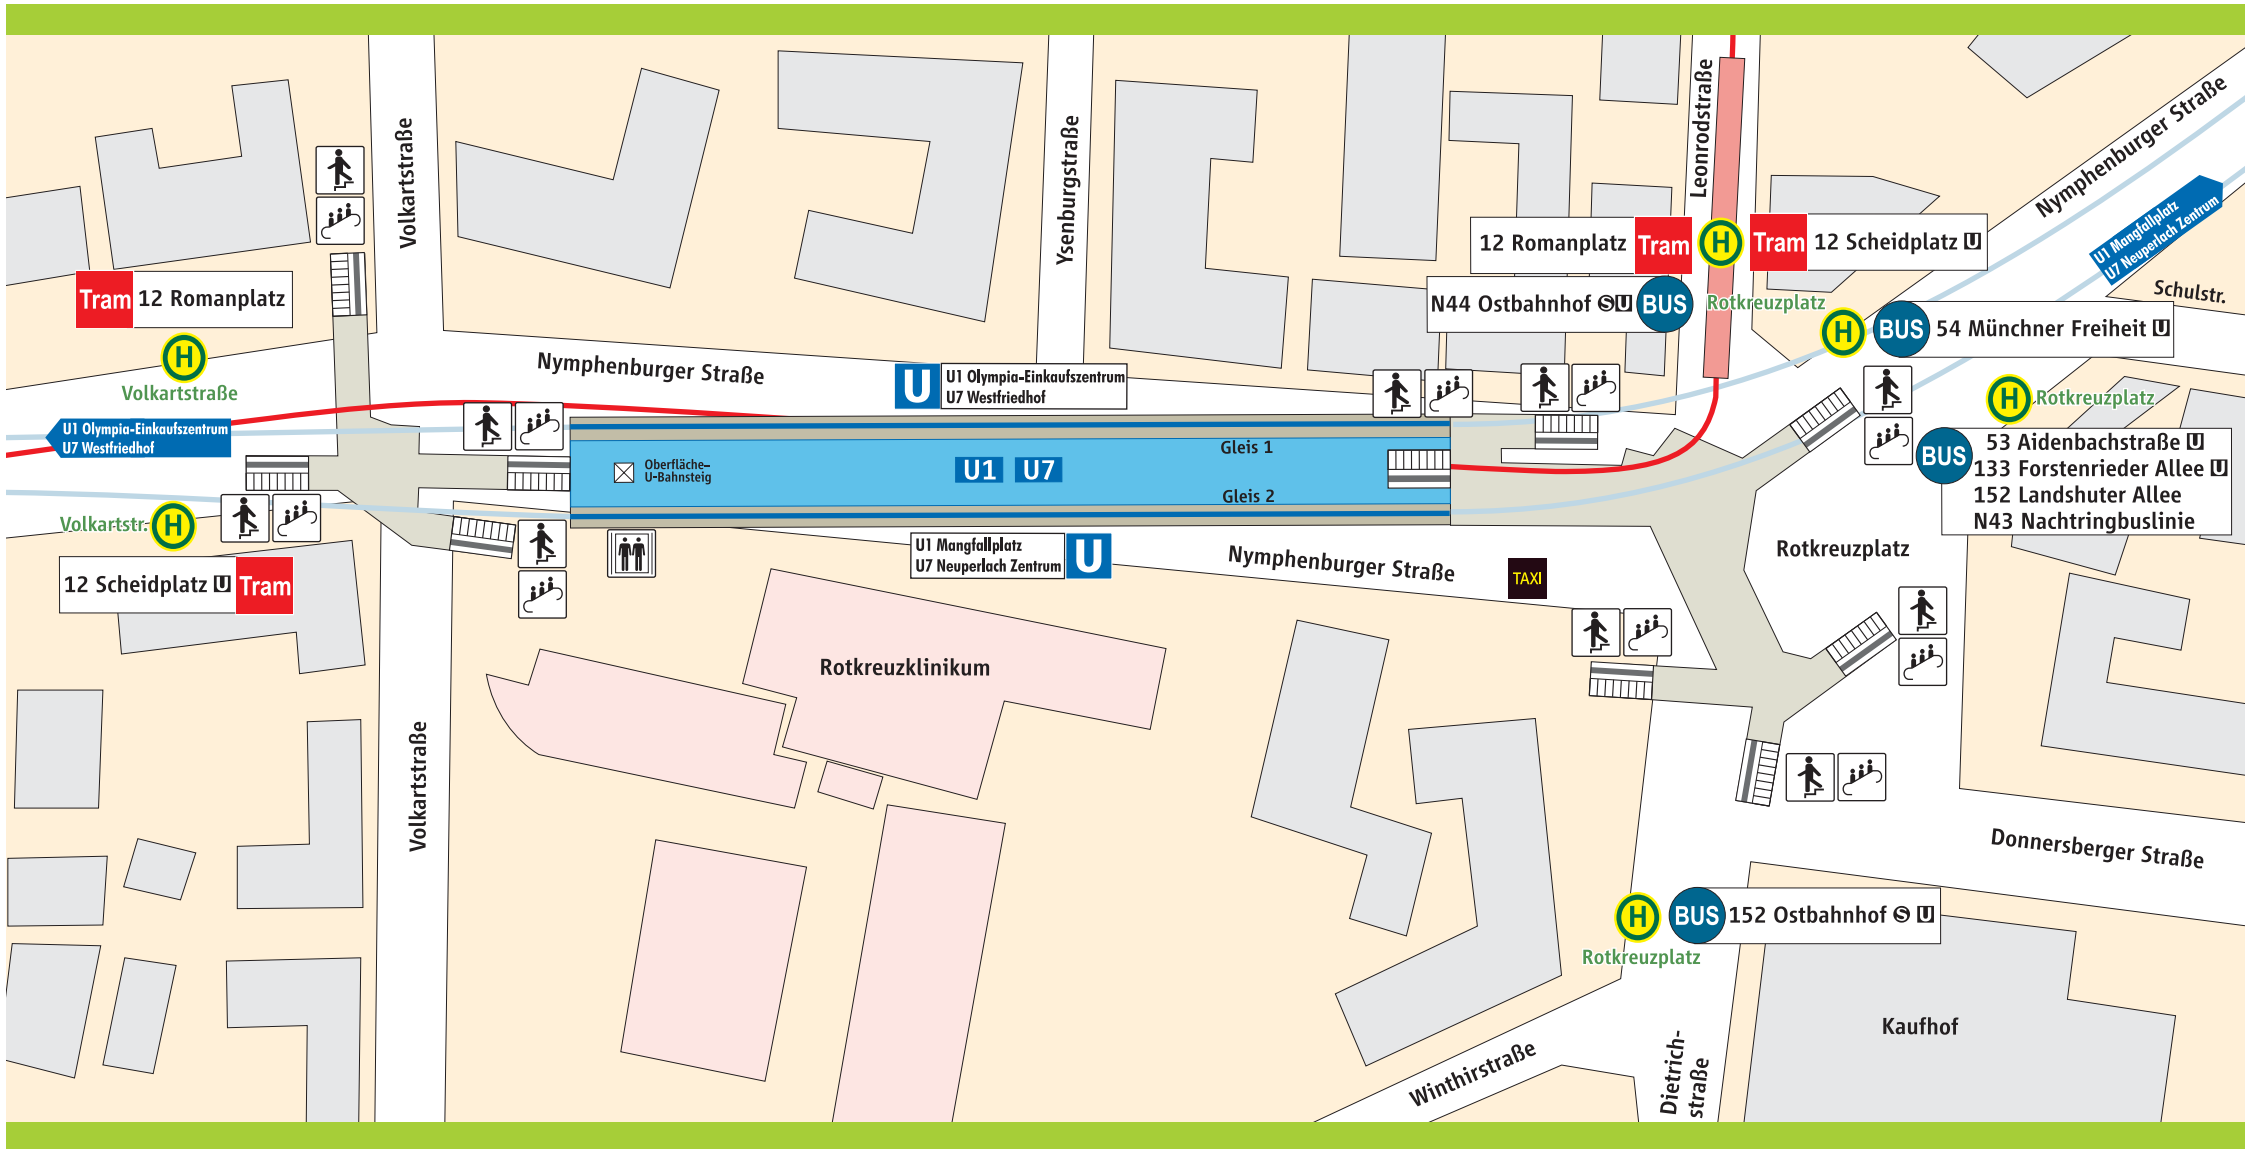 Volkartstraße
Ysenburgstraße
Leonrodstraße
Nymphenburger Straße
U1 Mangfallplatz
U7 Neuperlach Zentrum
Schulstr.
Tram 12 Romanplatz
H
Volkartstraße
12 Romanplatz Tram
H
Tram 12 Scheidplatz U
N44 Ostbahnhof S U BUS
Rotkreuzplatz
H
BUS 54 Münchner Freiheit U
Nymphenburger Straße
U
U1 Olympia-Einkaufszentrum
U7 Westfriedhof
H
Rotkreuzplatz
U1 Olympia-Einkaufszentrum
U7 Westfriedhof
Gleis 1
Oberfläche–
U-Bahnsteig
U1 U7
Gleis 2
BUS
53 Aidenbachstraße U
133 Forstenrieder Allee U
152 Landshuter Allee
N43 Nachtringbuslinie
Volkartstr.
H
12 Scheidplatz U Tram
U1 Mangfallplatz
U7 Neuperlach Zentrum
U
Nymphenburger Straße
TAXI
Rotkreuzplatz
Rotkreuzklinikum
Volkartstraße
Donnersberger Straße
H
BUS 152 Ostbahnhof S U
Rotkreuzplatz
Kaufhof
Winthirstraße
Dietrich-
straße